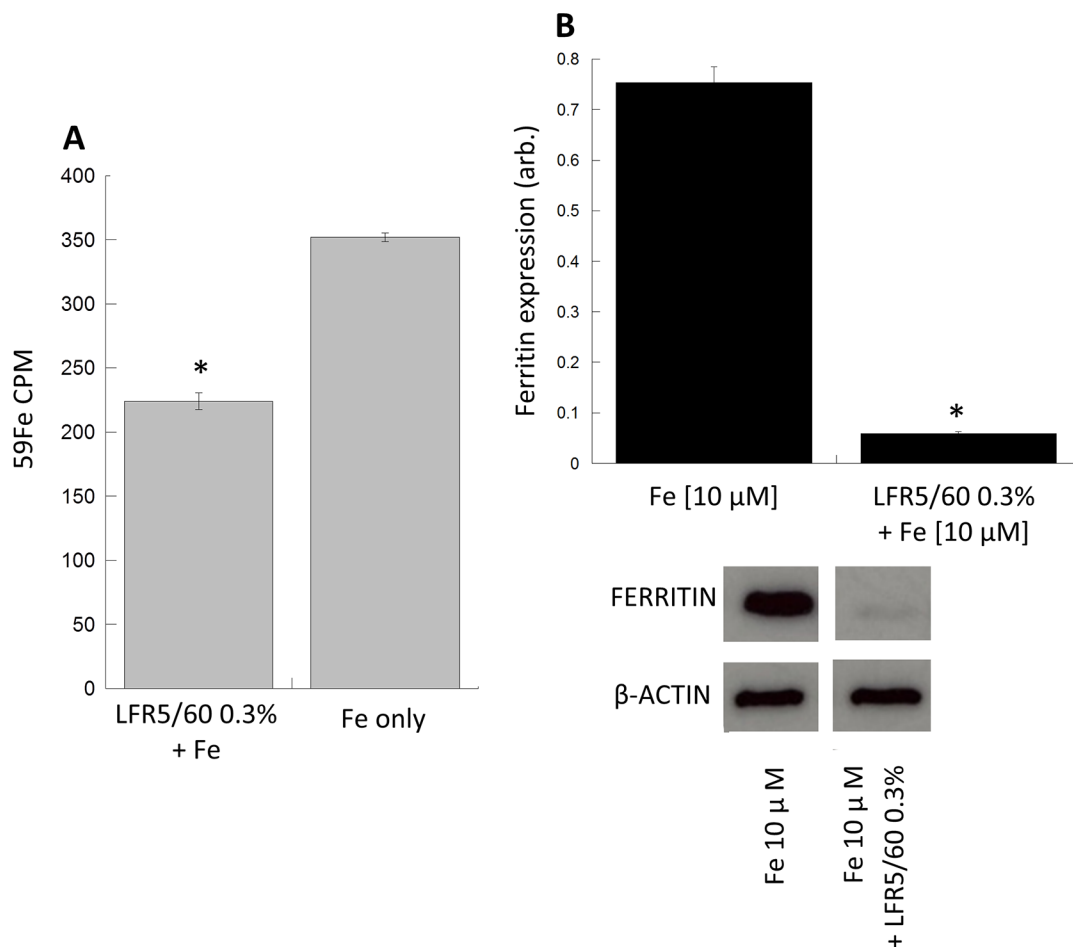 A
400
350
300
250
200
150
100
50
0
59Fe CPM
*
LFR5/60 0.3%
+ Fe
Fe only
B
0.8
0.7
0.6
0.5
0.4
0.3
0.2
0.1
0
Ferritin expression (arb.)
*
Fe [10 µM]
LFR5/60 0.3%
+ Fe [10 µM]
FERRITIN
β-ACTIN
Fe 10 µ M
Fe 10 µ M
+ LFR5/60 0.3%